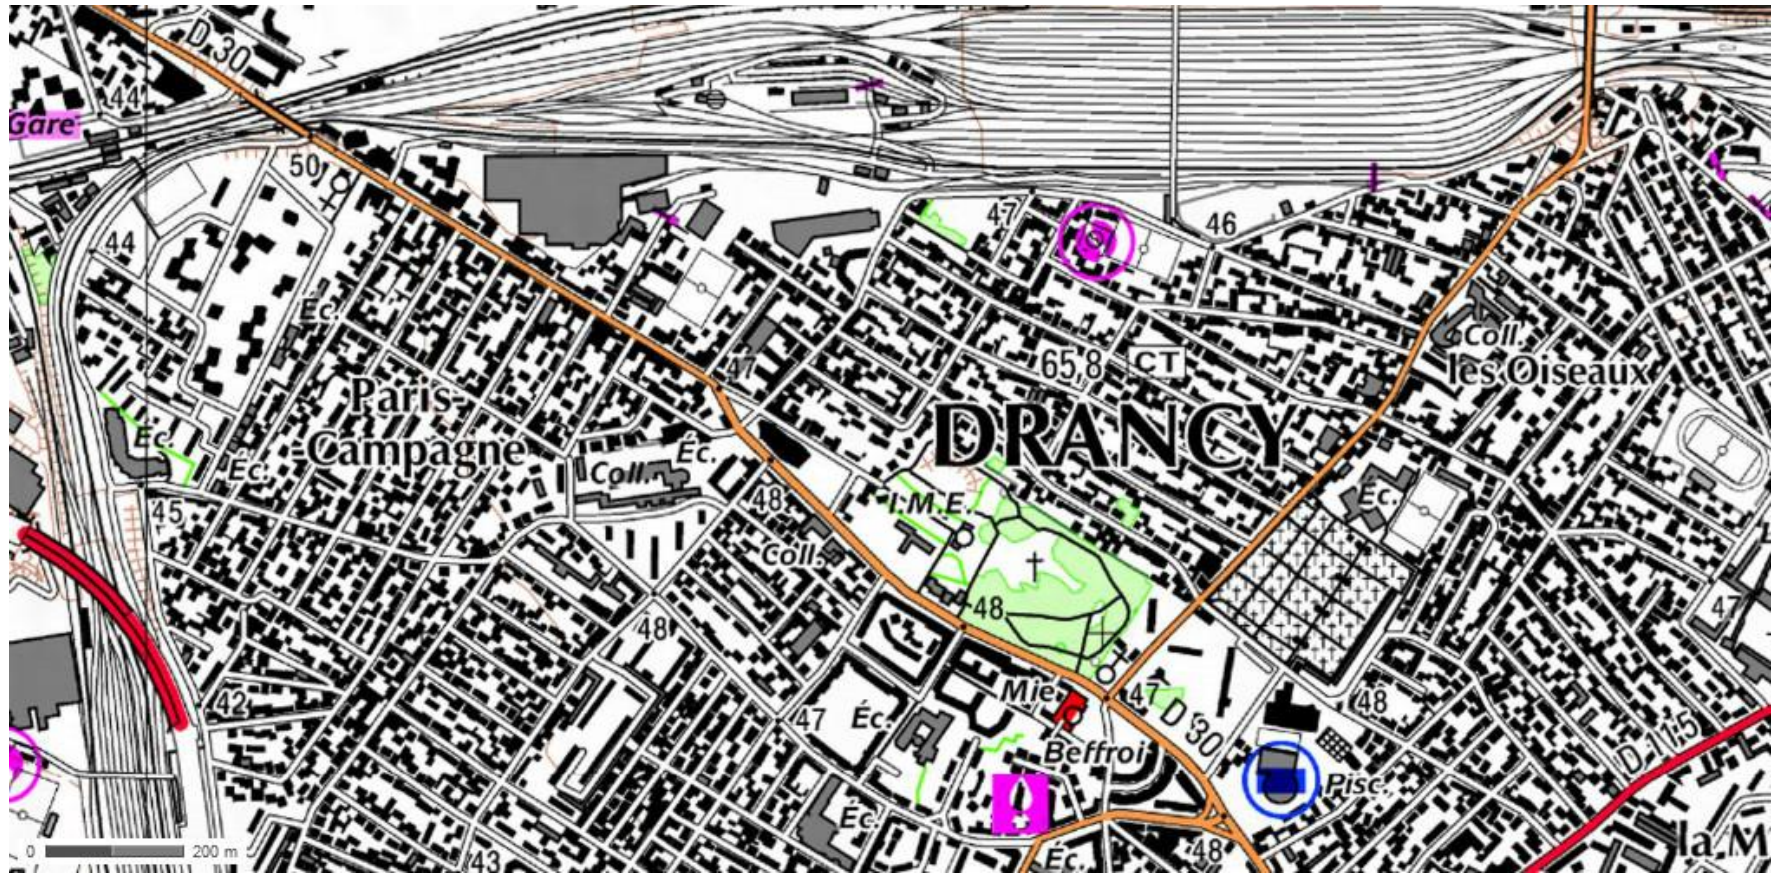 D 30
44
Gare
50
47
46
44
Éc.
Coll.
les Oiseaux
47
65,8 CT
Paris-
-Campagne
DRANCY
Éc.
Éc.
Éc.
Coll.
48
I.M.E.
Éc.
45
Coll.
48
47
48
42
Mie
47
48
47
Éc.
D 30
Beffroi
D 115
Pisc.
Éc.
la M
0 200 m
43
Éc.
48